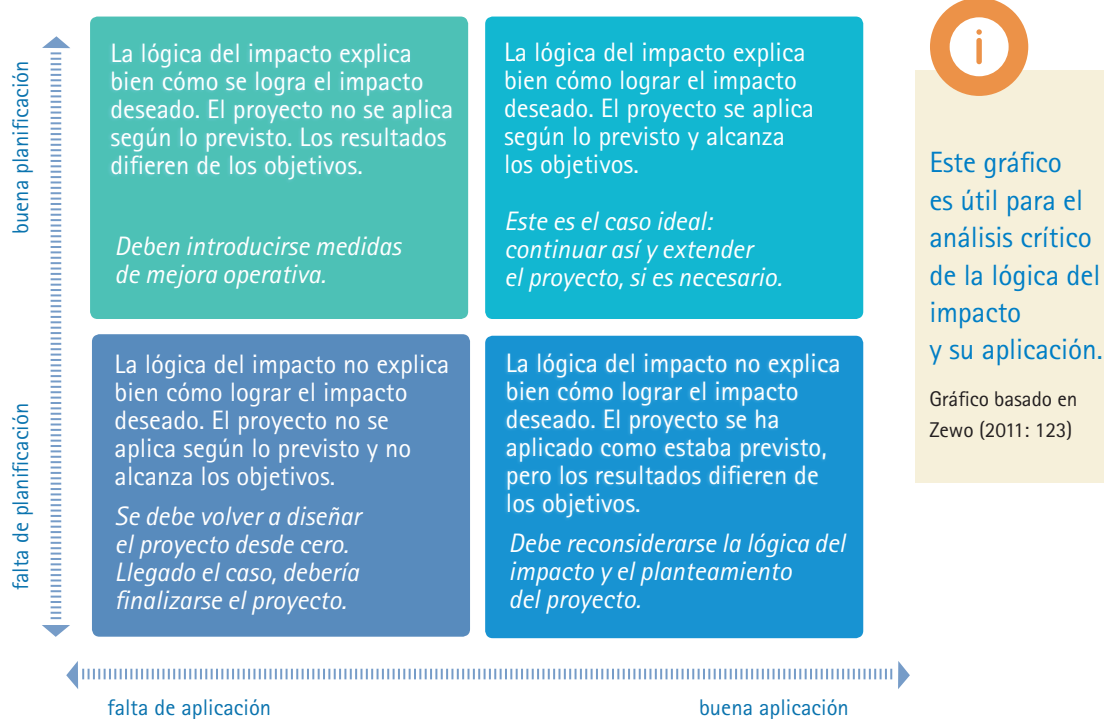 buena planificación
falta de planificación
La lógica del impacto explica
bien cómo se logra el impacto
deseado. El proyecto no se aplica
según lo previsto. Los resultados
difieren de los objetivos.
Deben introducirse medidas
de mejora operativa.
La lógica del impacto explica
bien cómo lograr el impacto
deseado. El proyecto se aplica
según lo previsto y alcanza
los objetivos.
Este es el caso ideal:
continuar así y extender
el proyecto, si es necesario.
La lógica del impacto no explica
bien cómo lograr el impacto
deseado. El proyecto no se
aplica según lo previsto y no
alcanza los objetivos.
Se debe volver a diseñar
el proyecto desde cero.
Llegado el caso, debería
finalizarse el proyecto.
La lógica del impacto no explica
bien cómo lograr el impacto
deseado. El proyecto se ha
aplicado como estaba previsto,
pero los resultados difieren de
los objetivos.
Debe reconsiderarse la lógica del
impacto y el planteamiento
del proyecto.
falta de aplicación
buena aplicación
i
Este gráfico
es útil para el
análisis crítico
de la lógica del
impacto
y su aplicación.
Gráfico basado en
Zewo (2011: 123)